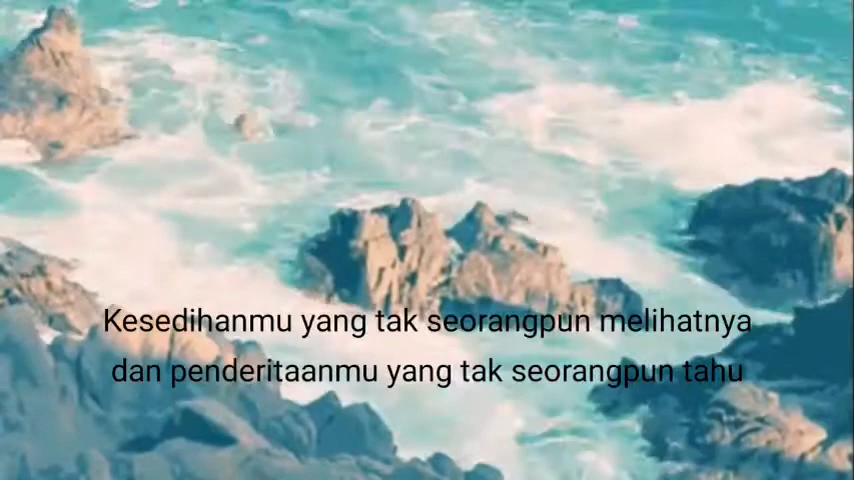 Kesedihanmu yang tak seorangpun melihatnya
dan penderitaanmu yang tak seorangpun tahu